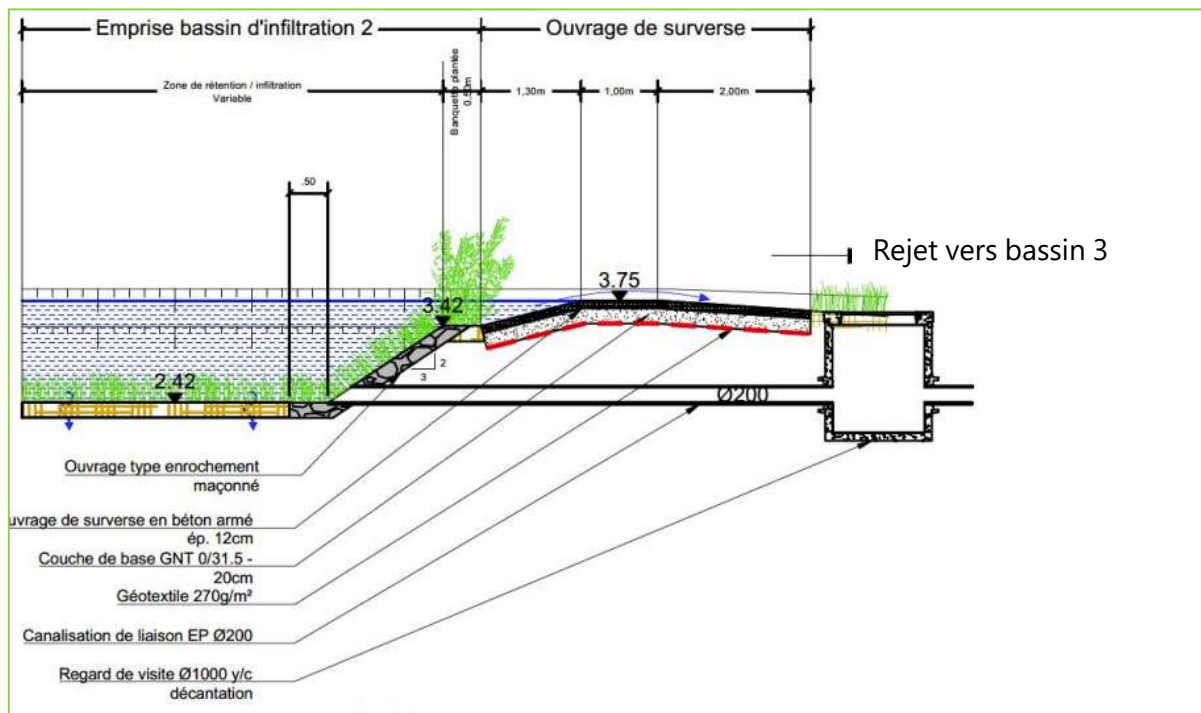 Emprise bassin d'infiltration 2
Ouvrage de surverse
Zone de rétention / infiltration
Variable
Banquette plantée
0,50m
1,30m
1,00m
2,00m
.50
Rejet vers bassin 3
3.75
3.42
2
3
2.42
Ø200
Ouvrage type enrochement
maçonné
uvrage de surverse en béton armé
ép. 12cm
Couche de base GNT 0/31.5 -
20cm
Géotextile 270g/m²
Canalisation de liaison EP Ø200
Regard de visite Ø1000 y/c
décantation